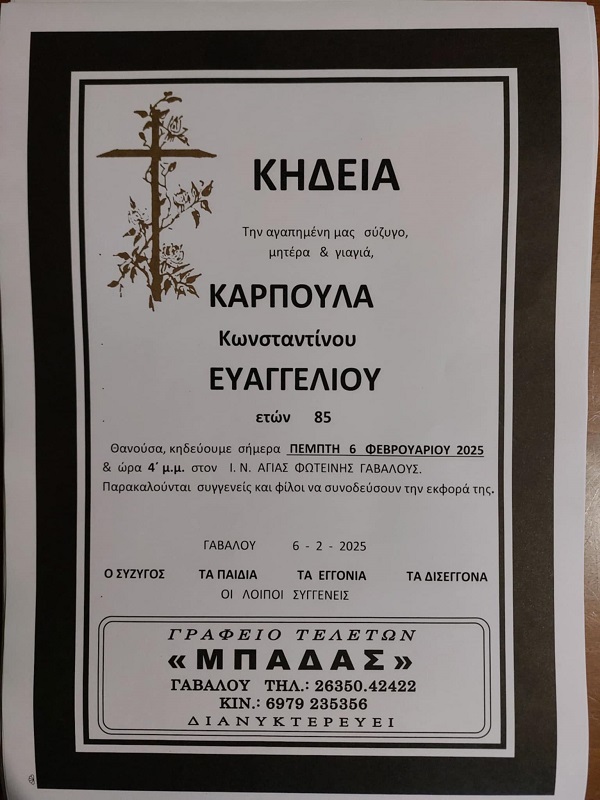 ΚΗΔΕΙΑ
Την αγαπημένη μας σύζυγο,
μητέρα & γιαγιά,
ΚΑΡΠΟΥΛΑ
Κωνσταντίνου
ΕΥΑΓΓΕΛΙΟΥ
ετών 85
Θανούσα, κηδεύουμε σήμερα ΠΕΜΠΤΗ 6 ΦΕΒΡΟΥΑΡΙΟΥ 2025
& ώρα 4΄ μ.μ. στον Ι. Ν. ΑΓΙΑΣ ΦΩΤΕΙΝΗΣ ΓΑΒΑΛΟΥΣ.
Παρακαλούνται συγγενείς και φίλοι να συνοδεύσουν την εκφορά της.
ΓΑΒΑΛΟΥ 6 - 2 - 2025
Ο ΣΥΖΥΓΟΣ ΤΑ ΠΑΙΔΙΑ ΤΑ ΕΓΓΟΝΙΑ ΤΑ ΔΙΣΕΓΓΟΝΑ
ΟΙ ΛΟΙΠΟΙ ΣΥΓΓΕΝΕΙΣ
ΓΡΑΦΕΙΟ ΤΕΛΕΤΩΝ
«ΜΠΑΔΑΣ»
ΓΑΒΑΛΟΥ ΤΗΛ.: 26350.42422
ΚΙΝ.: 6979 235356
ΔΙΑΝΥΚΤΕΡΕΥΕΙ